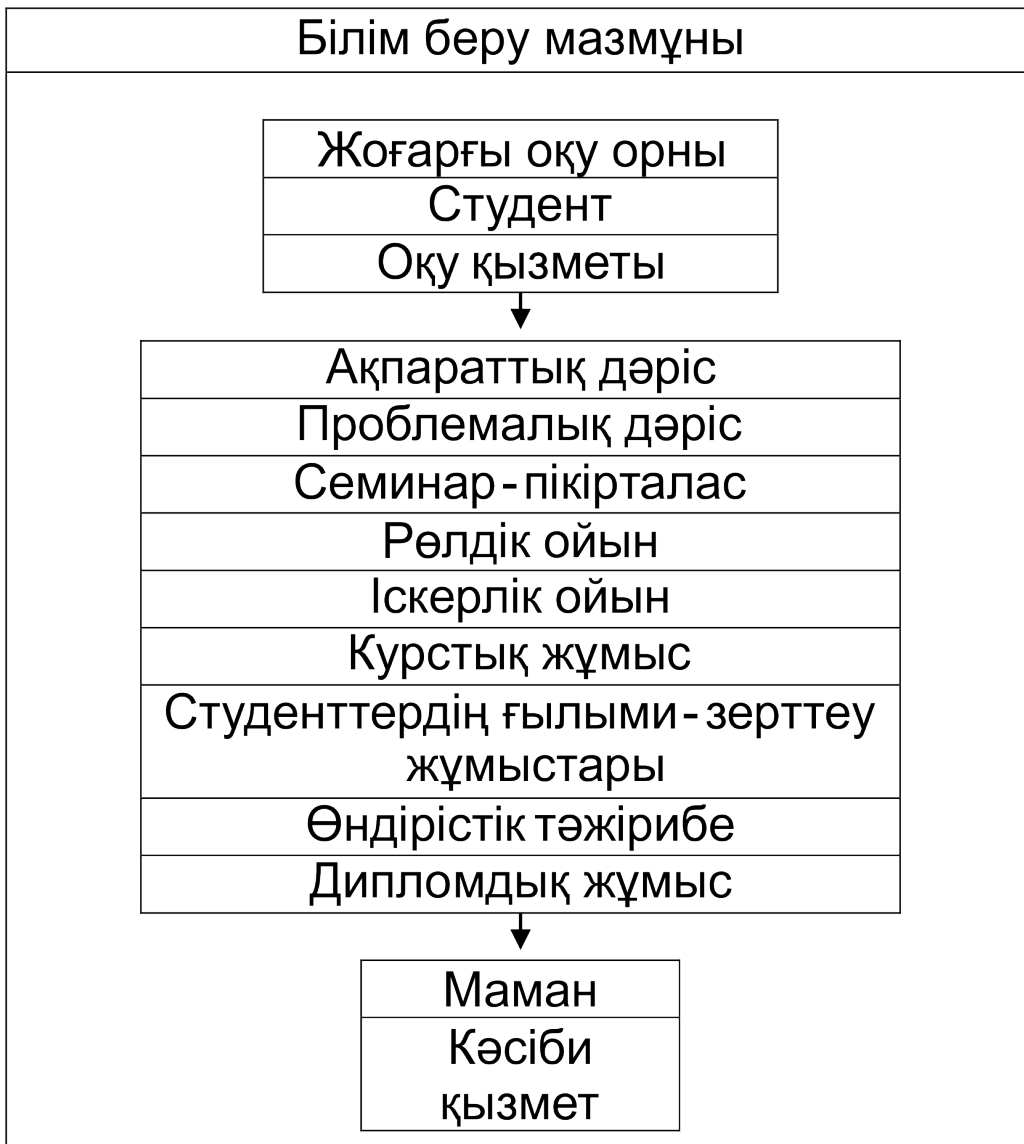 Білім беру мазмұны
Жоғарғы оқу орны
Студент
Оқу қызметы
Ақпараттық дәріс
Проблемалық дәріс
Семинар-пікірталас
Рөлдік ойын
Іскерлік ойын
Курстық жұмыс
Студенттердің ғылыми-зерттеу
жұмыстары
Өндірістік тәжірибе
Дипломдық жұмыс
Маман
Кәсіби
қызмет